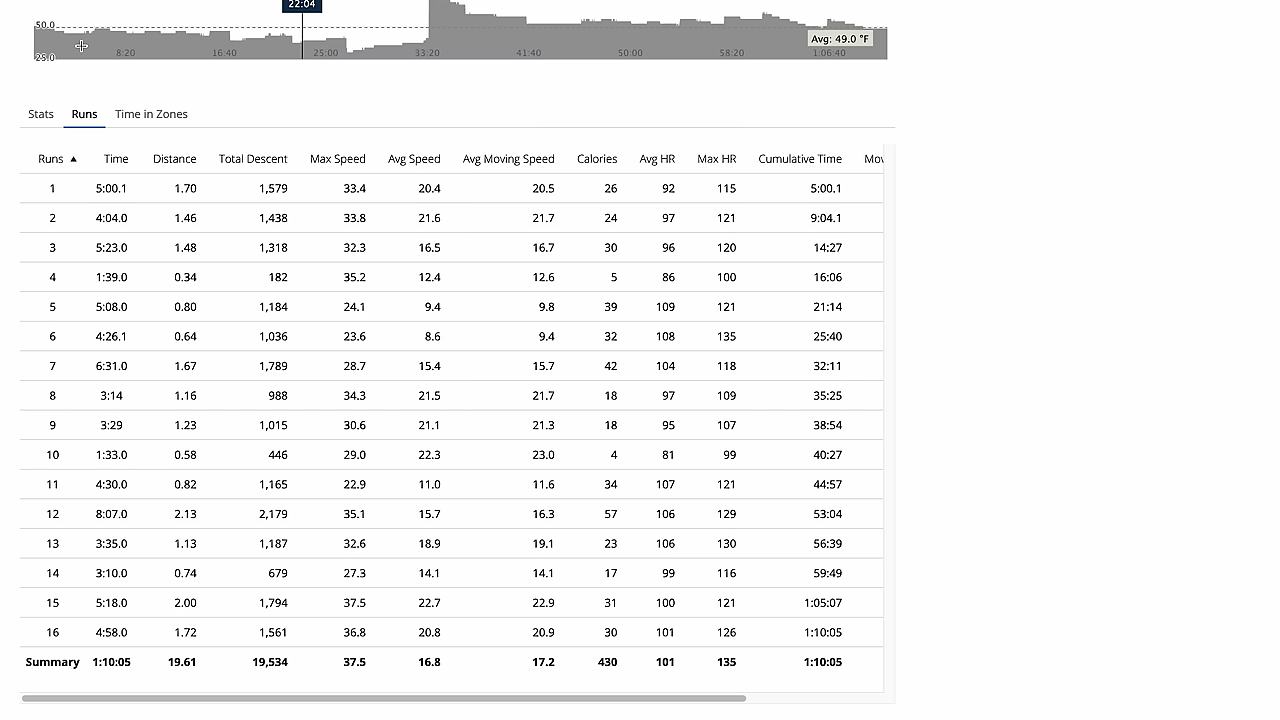 22:04
50.0
25.0
8:20 16:40 25:00 33:20 41:40 50:00 58:20 1:06:40
Avg: 49.0 °F
Stats Runs Time in Zones
Runs ▲ Time Distance Total Descent Max Speed Avg Speed Avg Moving Speed Calories Avg HR Max HR Cumulative Time Mov
1 5:00.1 1.70 1,579 33.4 20.4 20.5 26 92 115 5:00.1
2 4:04.0 1.46 1,438 33.8 21.6 21.7 24 97 121 9:04.1
3 5:23.0 1.48 1,318 32.3 16.5 16.7 30 96 120 14:27
4 1:39.0 0.34 182 35.2 12.4 12.6 5 86 100 16:06
5 5:08.0 0.80 1,184 24.1 9.4 9.8 39 109 121 21:14
6 4:26.1 0.64 1,036 23.6 8.6 9.4 32 108 135 25:40
7 6:31.0 1.67 1,789 28.7 15.4 15.7 42 104 118 32:11
8 3:14 1.16 988 34.3 21.5 21.7 18 97 109 35:25
9 3:29 1.23 1,015 30.6 21.1 21.3 18 95 107 38:54
10 1:33.0 0.58 446 29.0 22.3 23.0 4 81 99 40:27
11 4:30.0 0.82 1,165 22.9 11.0 11.6 34 107 121 44:57
12 8:07.0 2.13 2,179 35.1 15.7 16.3 57 106 129 53:04
13 3:35.0 1.13 1,187 32.6 18.9 19.1 23 106 130 56:39
14 3:10.0 0.74 679 27.3 14.1 14.1 17 99 116 59:49
15 5:18.0 2.00 1,794 37.5 22.7 22.9 31 100 121 1:05:07
16 4:58.0 1.72 1,561 36.8 20.8 20.9 30 101 126 1:10:05
Summary 1:10:05 19.61 19,534 37.5 16.8 17.2 430 101 135 1:10:05